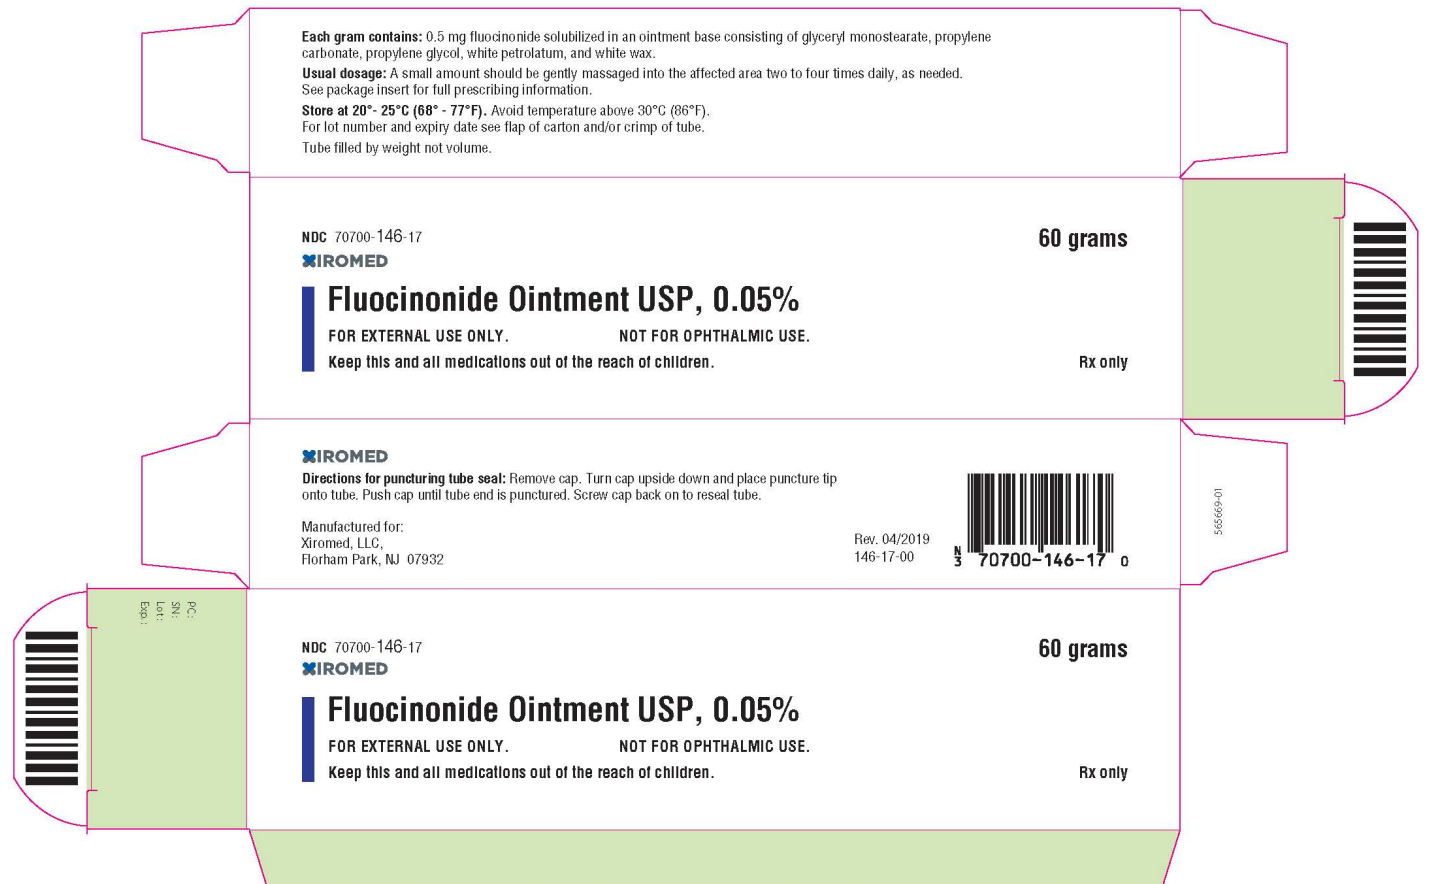 Each gram contains: 0.5 mg fluocinonide solubilized in an ointment base consisting of glyceryl monostearate, propylene
carbonate, propylene glycol, white petrolatum, and white wax.
Usual dosage: A small amount should be gently massaged into the affected area two to four times daily, as needed.
See package insert for full prescribing information.
Store at 20°- 25°C (68° - 77°F). Avoid temperature above 30°C (86°F).
For lot number and expiry date see flap of carton and/or crimp of tube.
Tube filled by weight not volume.
NDC 70700-146-17
60 grams
XIROMED
Fluocinonide Ointment USP, 0.05%
FOR EXTERNAL USE ONLY. NOT FOR OPHTHALMIC USE.
Keep this and all medications out of the reach of children.
Rx only
XIROMED
Directions for puncturing tube seal: Remove cap. Turn cap upside down and place puncture tip
onto tube. Push cap until tube end is punctured. Screw cap back on to reseal tube.
Manufactured for:
Xiromed, LLC,
Florham Park, NJ 07932
Rev. 04/2019
146-17-00
N
3 70700-146-17 0
565669-01
PC:
SN:
Lot:
Exp.:
NDC 70700-146-17
60 grams
XIROMED
Fluocinonide Ointment USP, 0.05%
FOR EXTERNAL USE ONLY. NOT FOR OPHTHALMIC USE.
Keep this and all medications out of the reach of children.
Rx only